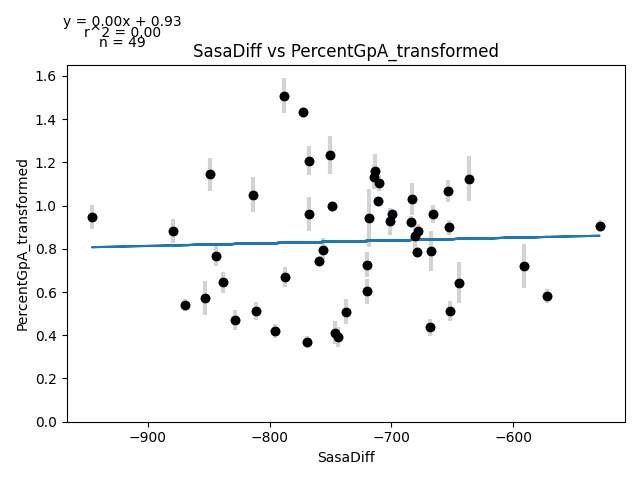 y = 0.00x + 0.93
r^2 = 0.00
n = 49
SasaDiff vs PercentGpA_transformed
1.6
1.4
1.2
1.0
0.8
0.6
0.4
0.2
0.0
PercentGpA_transformed
−900
−800
−700
−600
SasaDiff